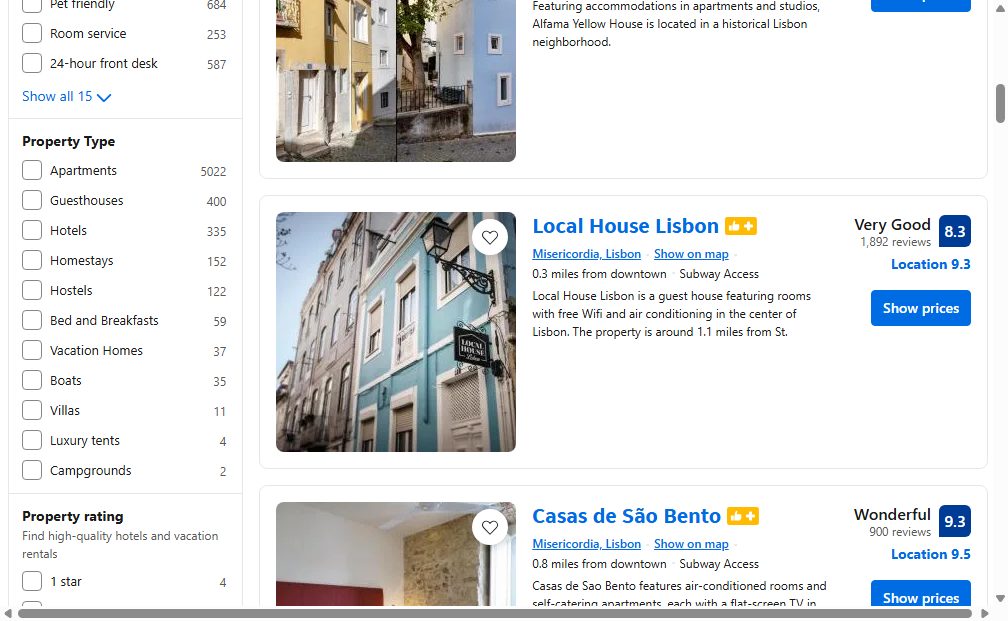 Pet friendly 684
Room service 253
24-hour front desk 587
Show all 15
Property Type
Apartments 5022
Guesthouses 400
Hotels 335
Homestays 152
Hostels 122
Bed and Breakfasts 59
Vacation Homes 37
Boats 35
Villas 11
Luxury tents 4
Campgrounds 2
Property rating
Find high-quality hotels and vacation
rentals
1 star 4
Featuring accommodations in apartments and studios,
Alfama Yellow House is located in a historical Lisbon
neighborhood.
LOCAL
HOUSE
Lisbon
Local House Lisbon
Misericordia, Lisbon · Show on map ·
0.3 miles from downtown · Subway Access
Local House Lisbon is a guest house featuring rooms
with free Wifi and air conditioning in the center of
Lisbon. The property is around 1.1 miles from St.
Very Good 8.3
1,892 reviews
Location 9.3
Show prices
Casas de São Bento
Misericordia, Lisbon · Show on map ·
0.8 miles from downtown · Subway Access
Casas de Sao Bento features air-conditioned rooms and
self-catering apartments, each with a flat-screen TV in
Wonderful 9.3
900 reviews
Location 9.5
Show prices